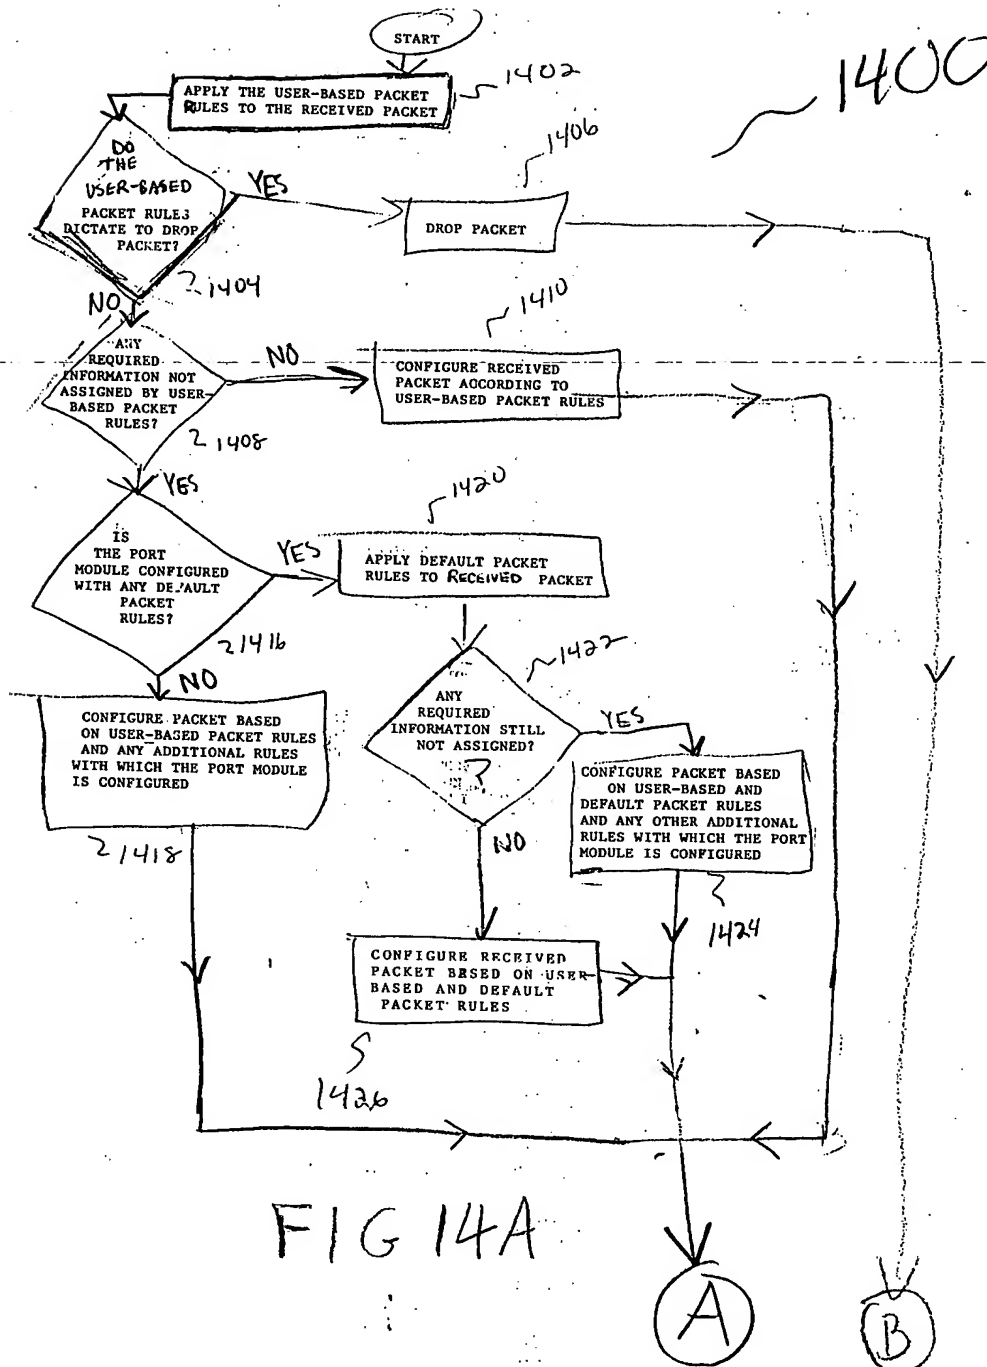 START
1400
1402
APPLY THE USER-BASED PACKET
RULES TO THE RECEIVED PACKET
1406
DO
THE
USER-BASED
PACKET RULES
DICTATE TO DROP
PACKET?
YES
DROP PACKET
1404
NO
1410
ANY
REQUIRED
INFORMATION NOT
ASSIGNED BY USER-
BASED PACKET
RULES?
NO
CONFIGURE RECEIVED
PACKET ACCORDING TO
USER-BASED PACKET RULES
1408
YES
1420
IS
THE PORT
MODULE CONFIGURED
WITH ANY DEFAULT
PACKET
RULES?
YES
APPLY DEFAULT PACKET
RULES TO RECEIVED PACKET
1416
NO
1422
ANY
REQUIRED
INFORMATION STILL
NOT ASSIGNED?
YES
CONFIGURE PACKET BASED
ON USER-BASED PACKET RULES
AND ANY ADDITIONAL RULES
WITH WHICH THE PORT MODULE
IS CONFIGURED
1418
NO
CONFIGURE PACKET BASED
ON USER-BASED AND
DEFAULT PACKET RULES
AND ANY OTHER ADDITIONAL
RULES WITH WHICH THE PORT
MODULE IS CONFIGURED
1424
CONFIGURE RECEIVED
PACKET BASED ON USER-
BASED AND DEFAULT
PACKET RULES
1426
FIG 14A
A
B